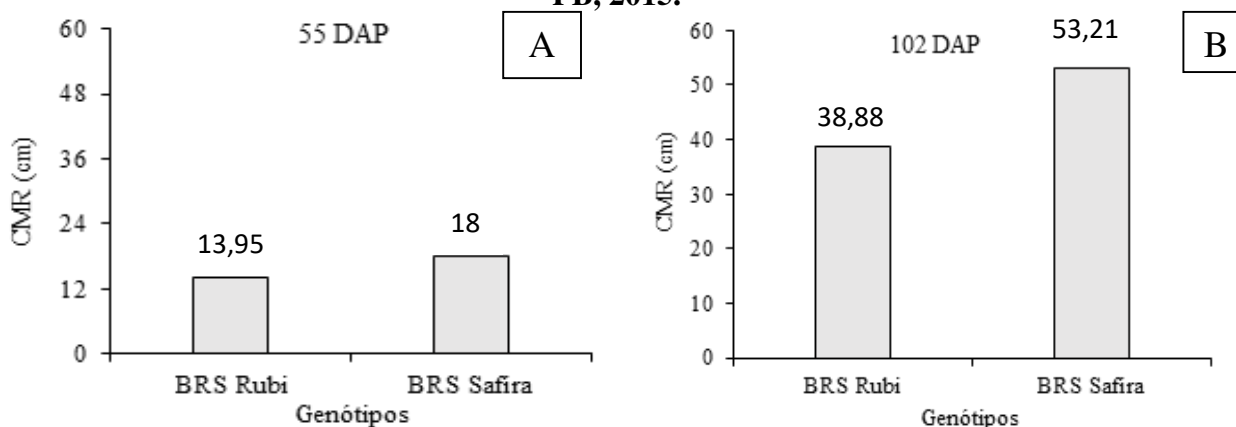 PB, 2015.
55 DAP
A
60
48
36
24
12
0
CMR (cm)
13,95
18
BRS Rubi
BRS Safira
Genótipos
102 DAP
B
60
50
40
30
20
10
0
CMR (cm)
38,88
53,21
BRS Rubi
BRS Safira
Genótipos